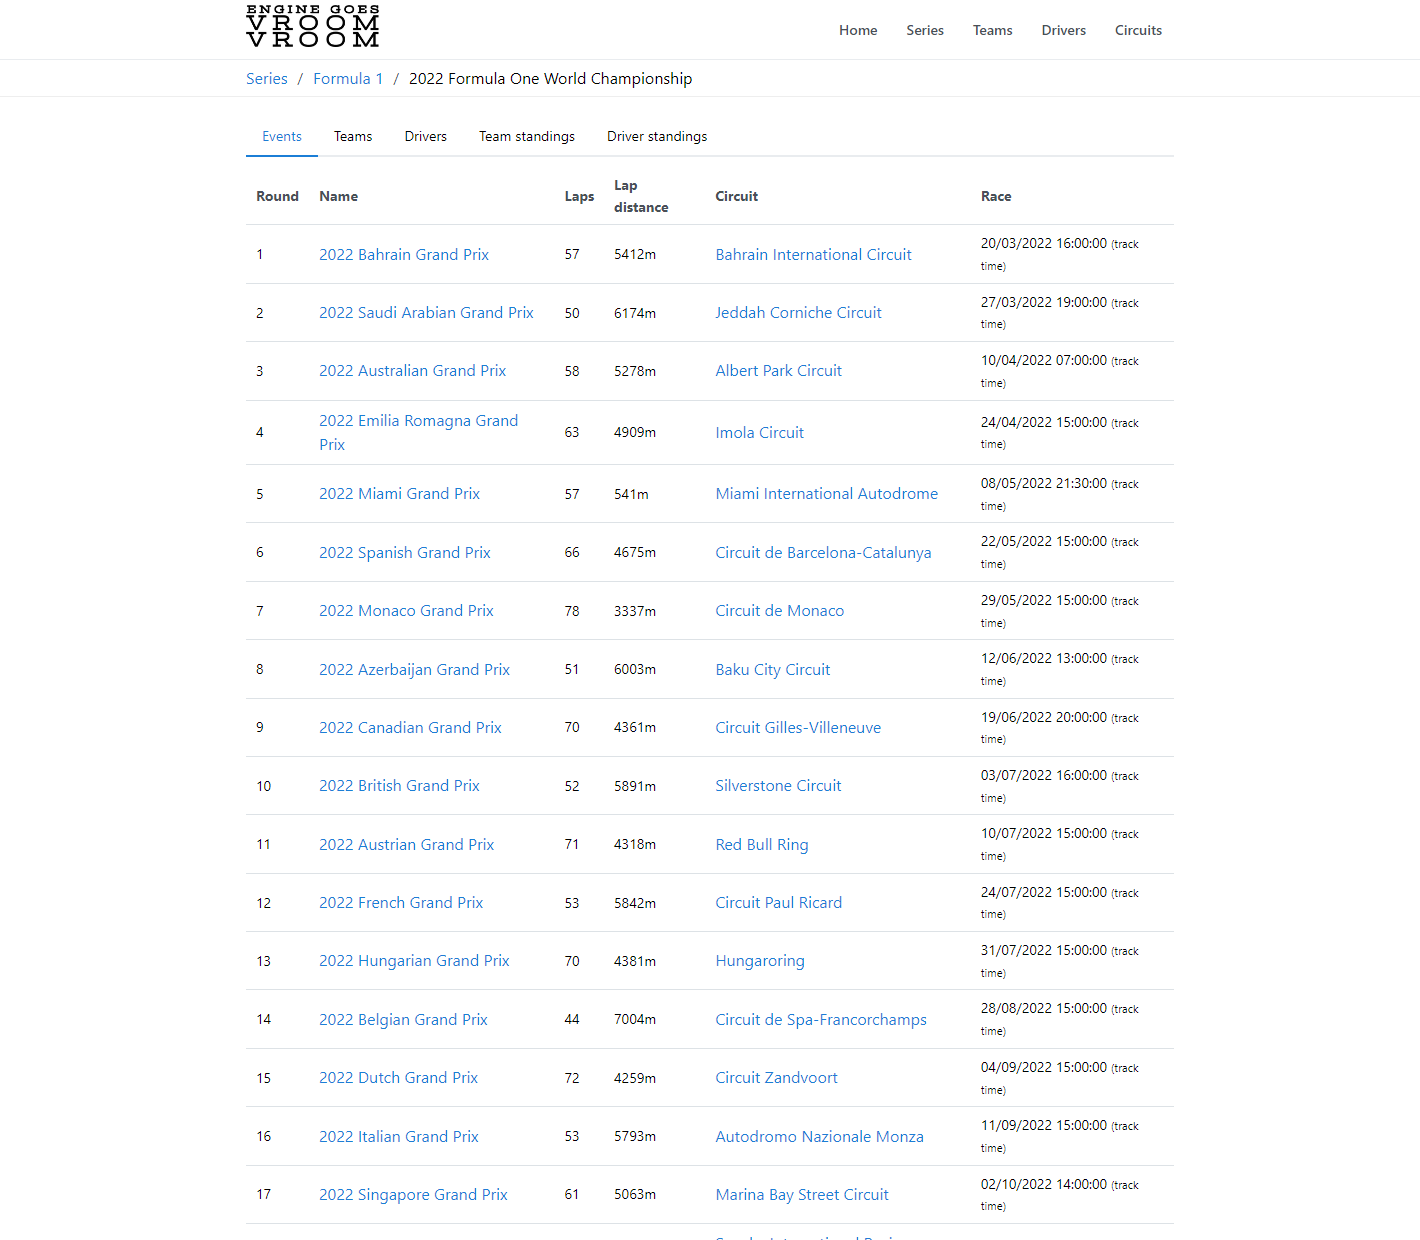 ENGINE GOES
VROOM
VROOM
Home Series Teams Drivers Circuits
Series / Formula 1 / 2022 Formula One World Championship
Events Teams Drivers Team standings Driver standings
Round Name Laps Lap distance Circuit Race
1 2022 Bahrain Grand Prix 57 5412m Bahrain International Circuit 20/03/2022 16:00:00 (track time)
2 2022 Saudi Arabian Grand Prix 50 6174m Jeddah Corniche Circuit 27/03/2022 19:00:00 (track time)
3 2022 Australian Grand Prix 58 5278m Albert Park Circuit 10/04/2022 07:00:00 (track time)
4 2022 Emilia Romagna Grand Prix 63 4909m Imola Circuit 24/04/2022 15:00:00 (track time)
5 2022 Miami Grand Prix 57 541m Miami International Autodrome 08/05/2022 21:30:00 (track time)
6 2022 Spanish Grand Prix 66 4675m Circuit de Barcelona-Catalunya 22/05/2022 15:00:00 (track time)
7 2022 Monaco Grand Prix 78 3337m Circuit de Monaco 29/05/2022 15:00:00 (track time)
8 2022 Azerbaijan Grand Prix 51 6003m Baku City Circuit 12/06/2022 13:00:00 (track time)
9 2022 Canadian Grand Prix 70 4361m Circuit Gilles-Villeneuve 19/06/2022 20:00:00 (track time)
10 2022 British Grand Prix 52 5891m Silverstone Circuit 03/07/2022 16:00:00 (track time)
11 2022 Austrian Grand Prix 71 4318m Red Bull Ring 10/07/2022 15:00:00 (track time)
12 2022 French Grand Prix 53 5842m Circuit Paul Ricard 24/07/2022 15:00:00 (track time)
13 2022 Hungarian Grand Prix 70 4381m Hungaroring 31/07/2022 15:00:00 (track time)
14 2022 Belgian Grand Prix 44 7004m Circuit de Spa-Francorchamps 28/08/2022 15:00:00 (track time)
15 2022 Dutch Grand Prix 72 4259m Circuit Zandvoort 04/09/2022 15:00:00 (track time)
16 2022 Italian Grand Prix 53 5793m Autodromo Nazionale Monza 11/09/2022 15:00:00 (track time)
17 2022 Singapore Grand Prix 61 5063m Marina Bay Street Circuit 02/10/2022 14:00:00 (track time)